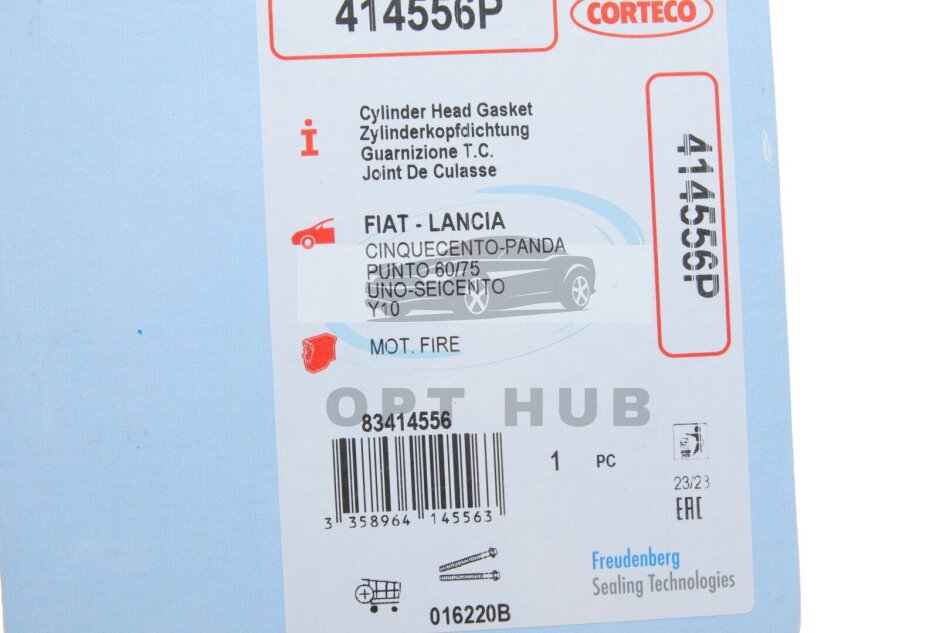 414556P
CORTECO
Cylinder Head Gasket
Zylinderkopfdichtung
Guarnizione T.C.
Joint De Culasse
414556P
FIAT - LANCIA
CINQUECENTO-PANDA
PUNTO 60/75
UNO-SEICENTO
Y10
MOT. FIRE
OPT HUB
83414556
1 PC
3 358964 145563
23/23
EAC
Freudenberg
Sealing Technologies
016220B